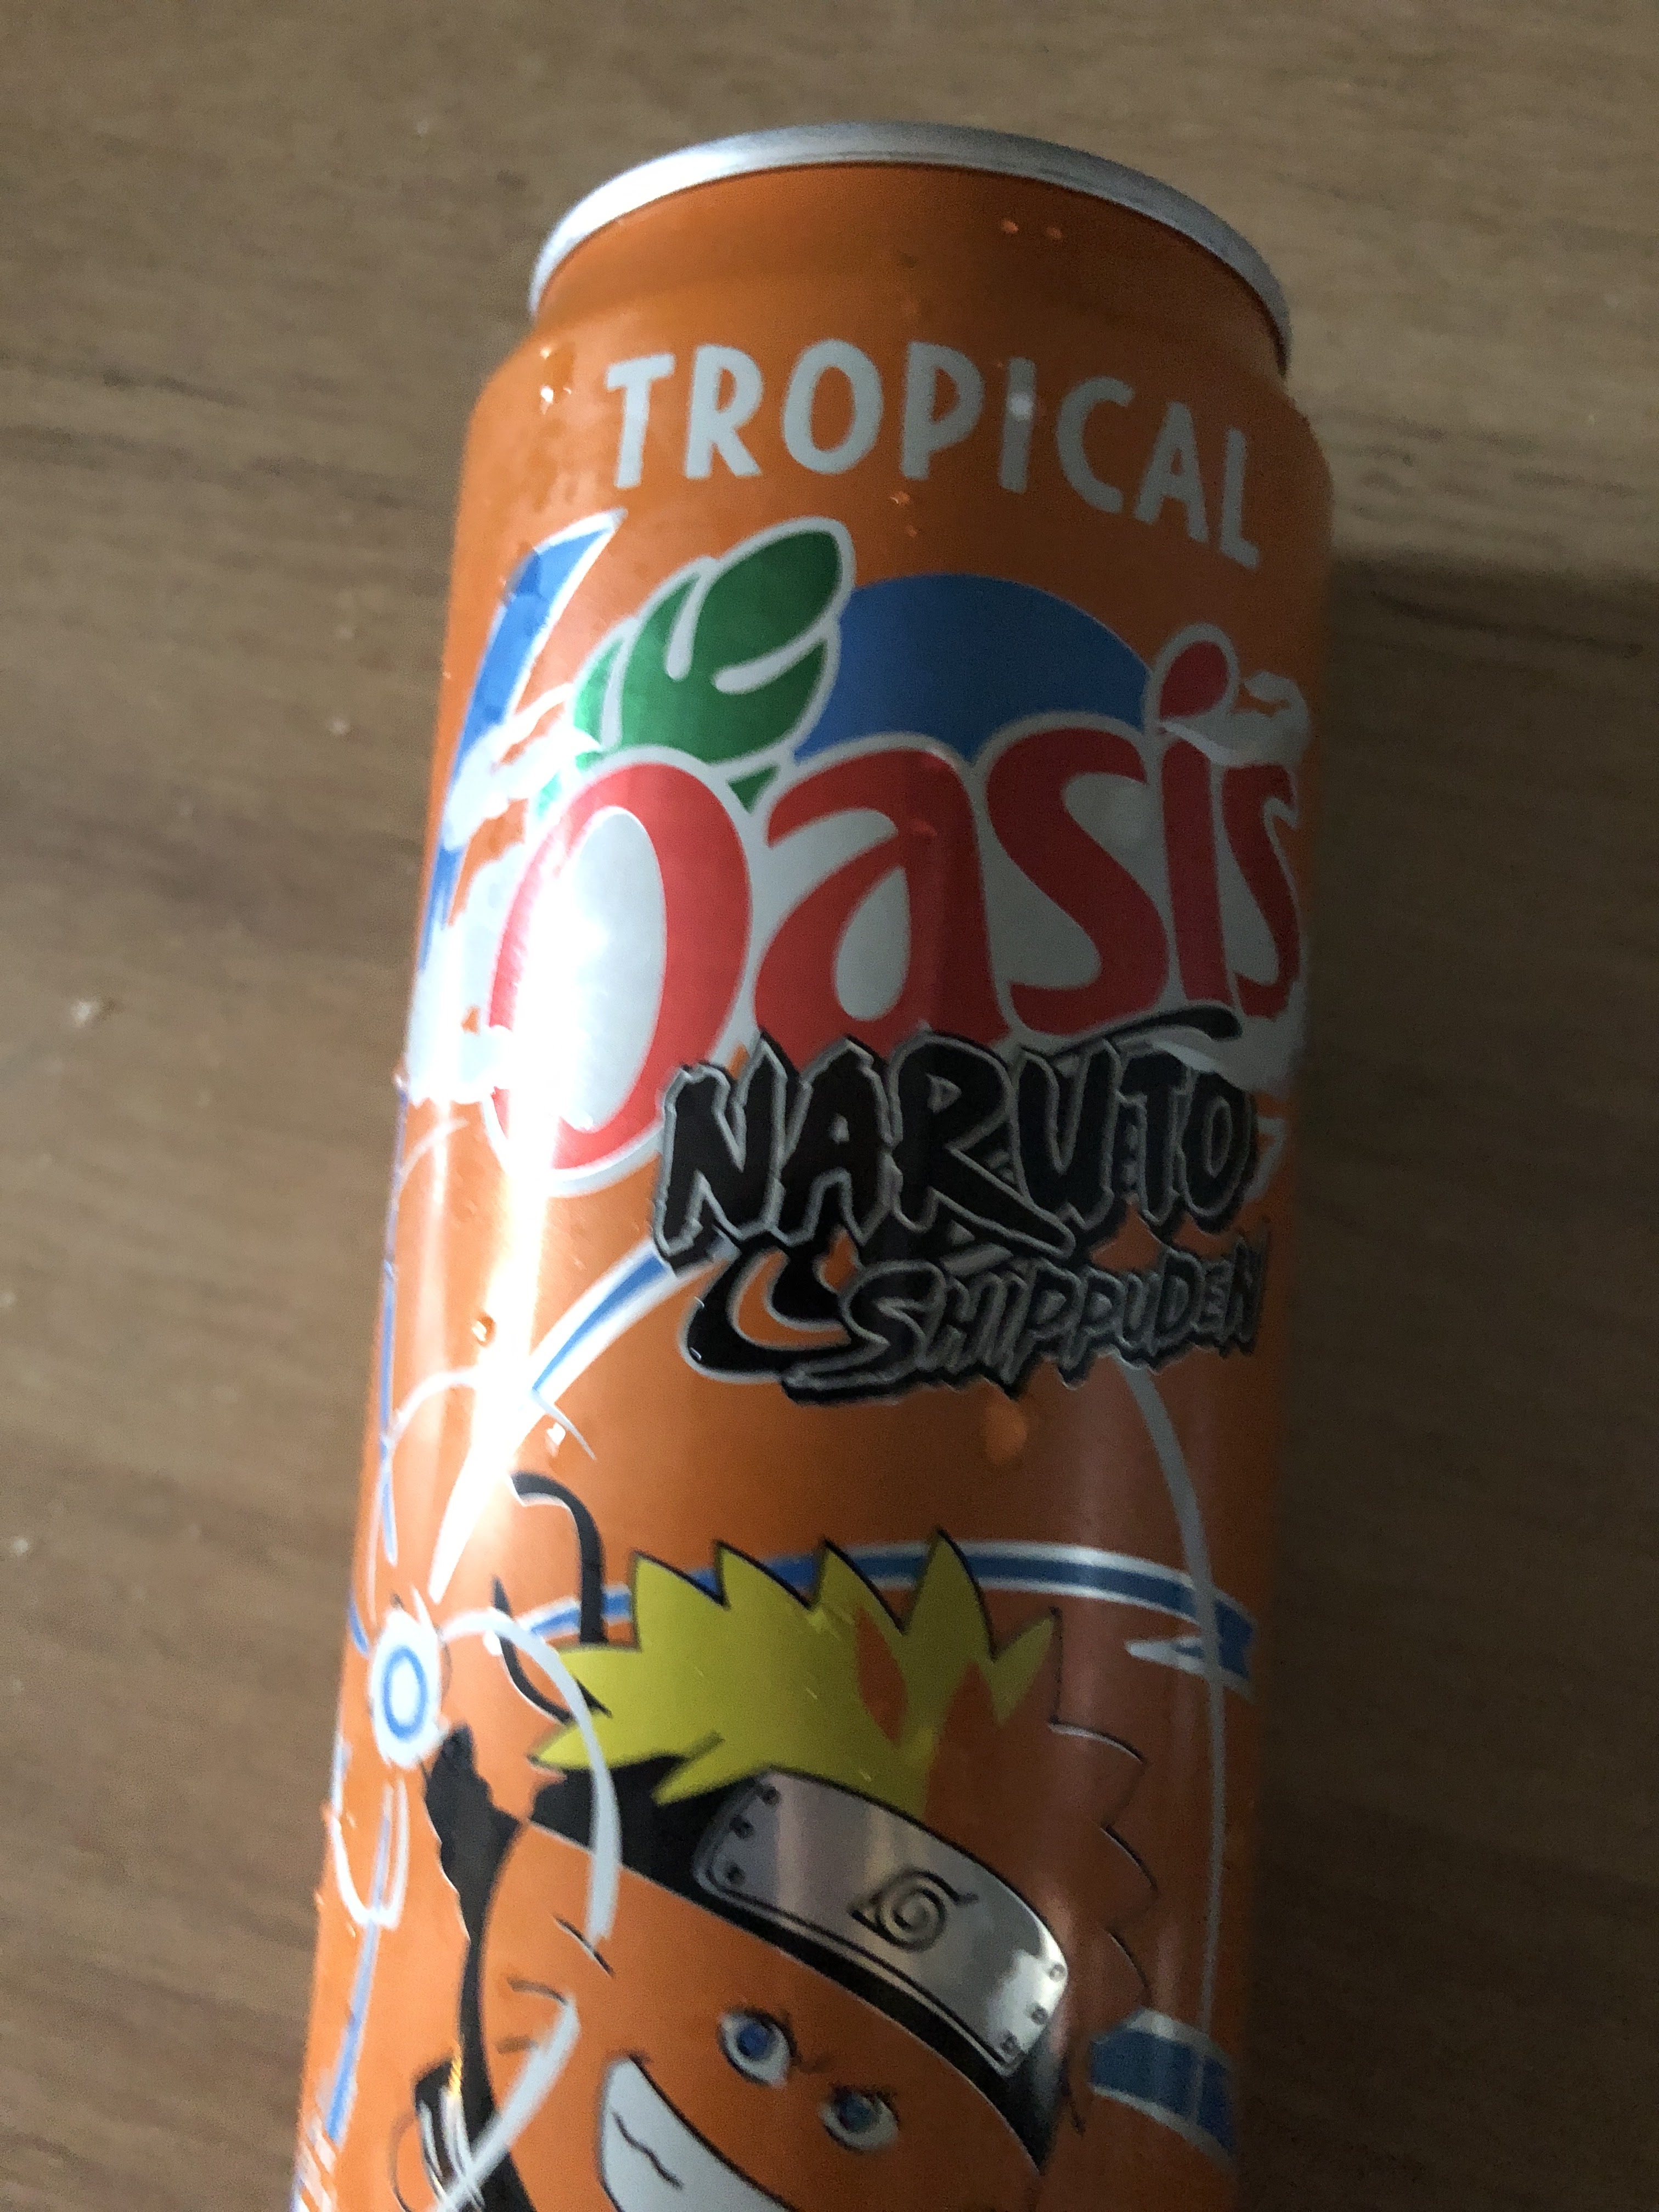 TROPICAL
Oasis
NARUTO
SHIPPUDEN